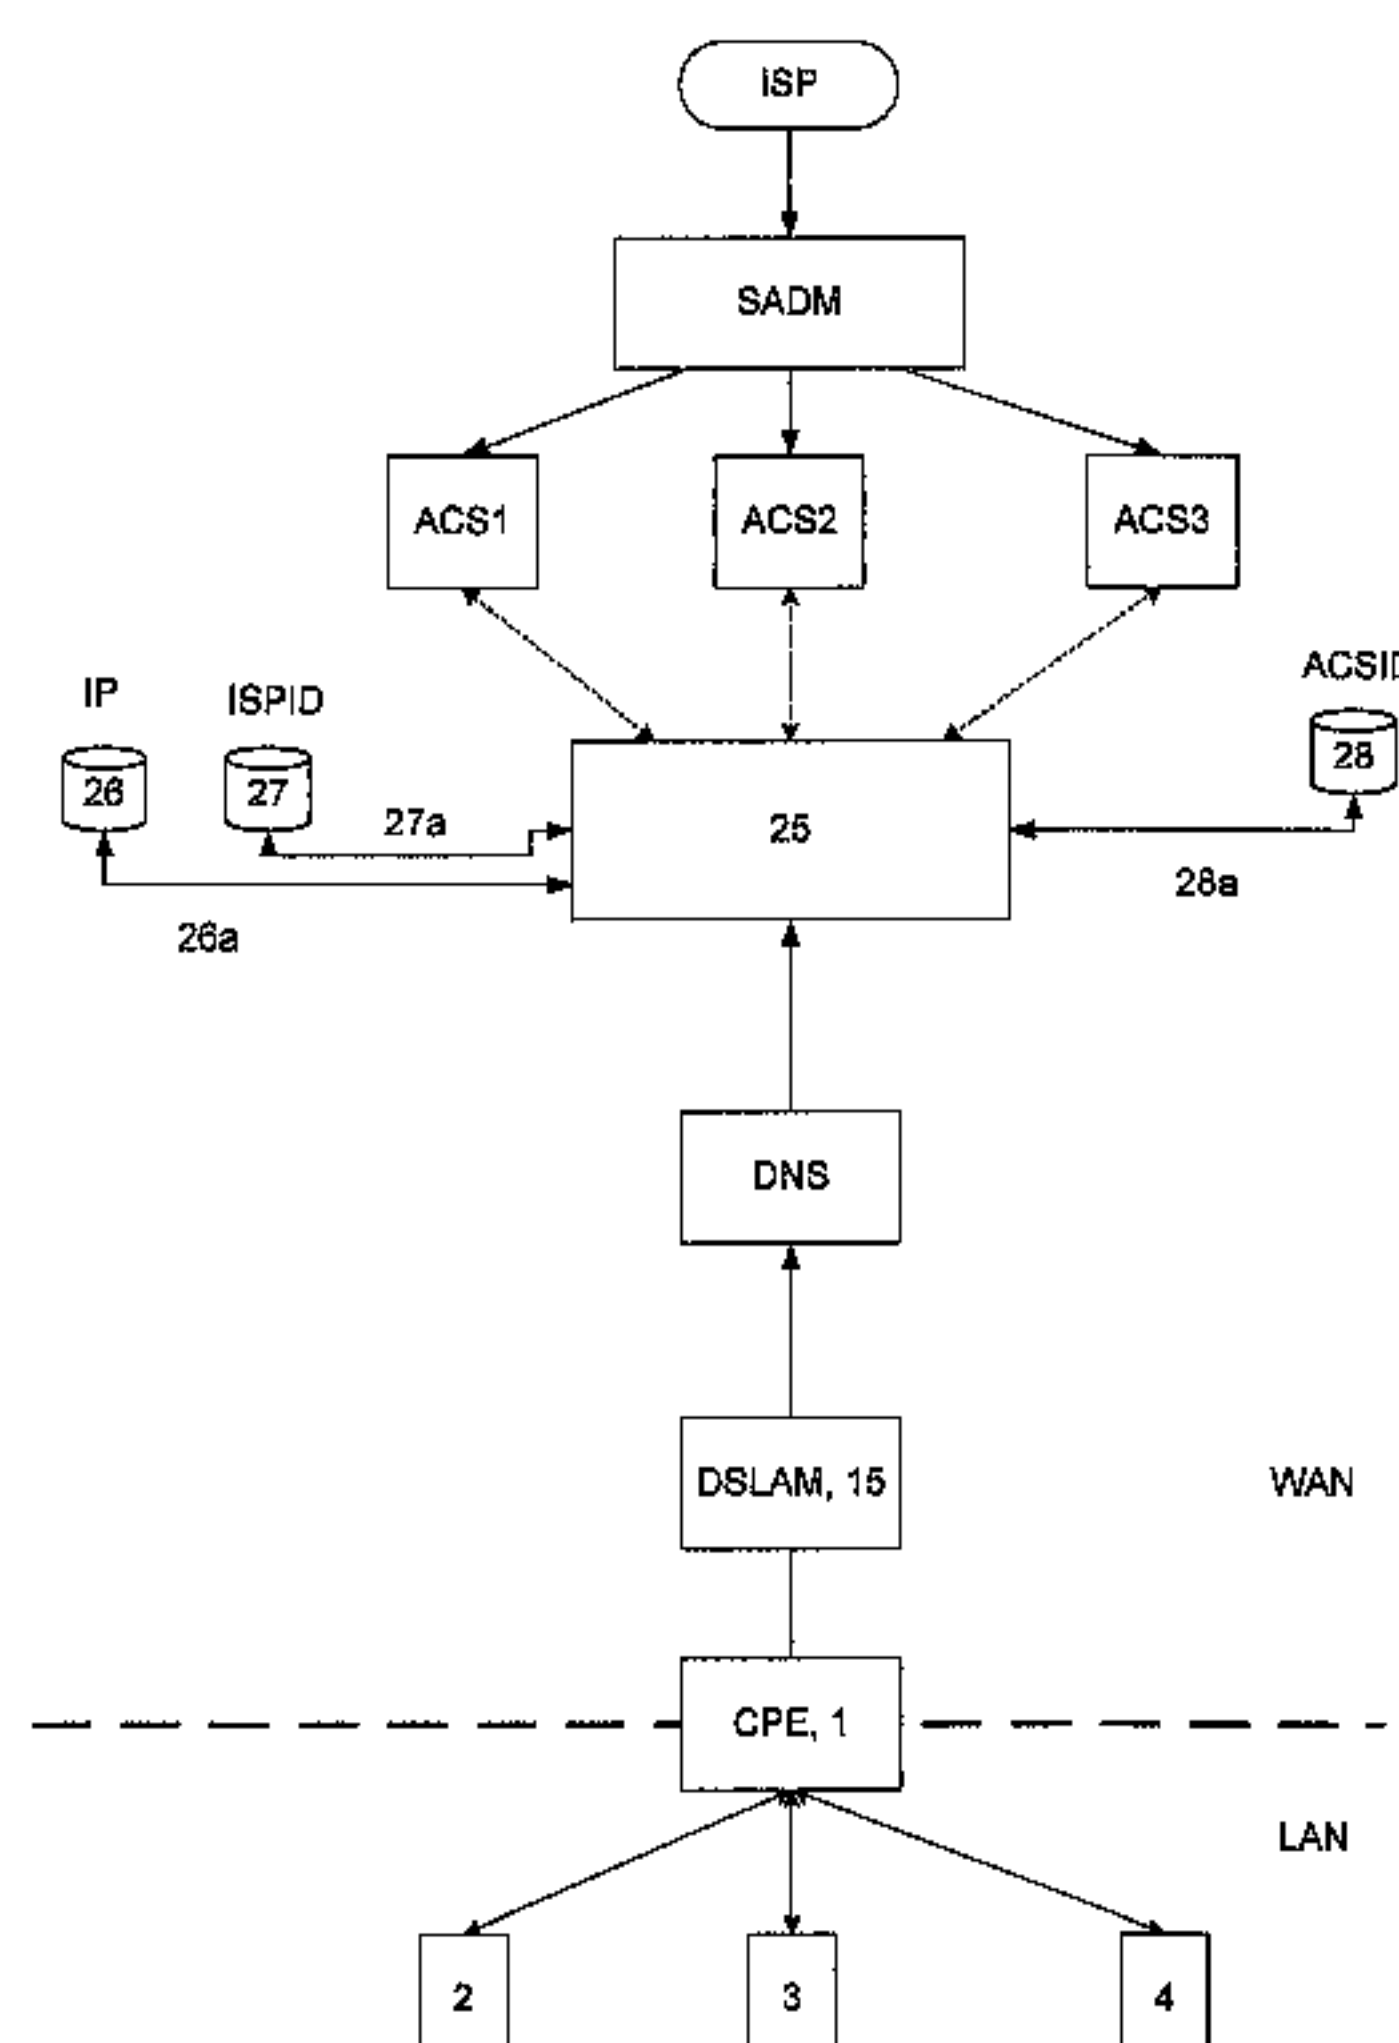 ISP
SADM
ACS1
ACS2
ACS3
IP
ISPID
ACSID
26
27
28
27a
25
28a
26a
DNS
DSLAM, 15
WAN
CPE, 1
LAN
2
3
4